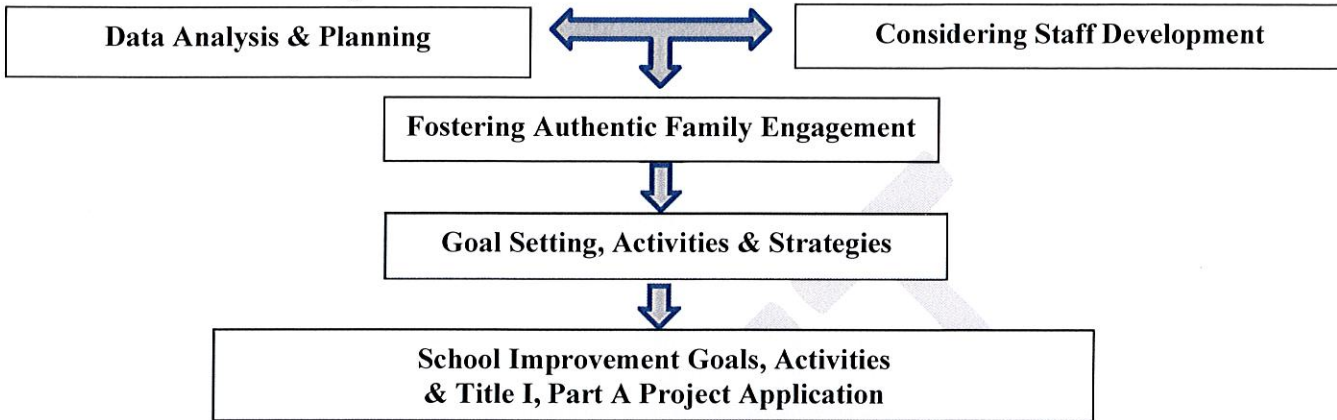 Data Analysis & Planning
Considering Staff Development
Fostering Authentic Family Engagement
Goal Setting, Activities & Strategies
School Improvement Goals, Activities
& Title I, Part A Project Application